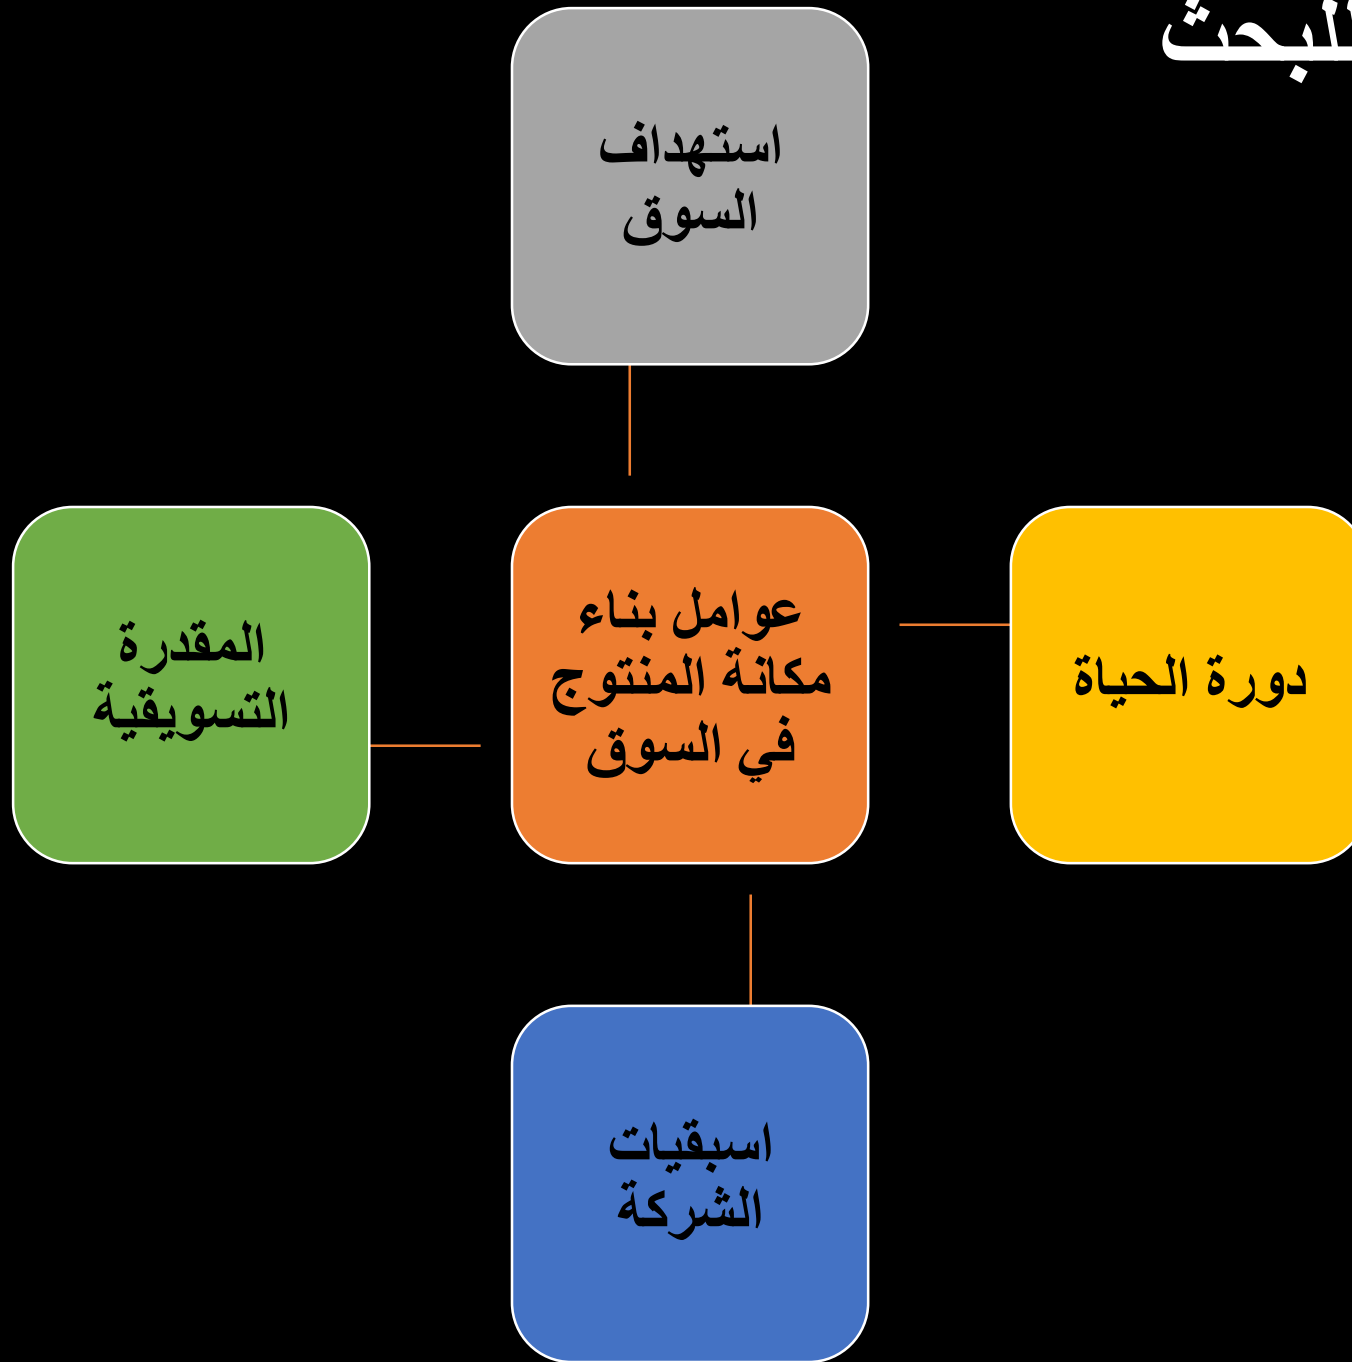 للبحث
استهداف
السوق
عوامل بناء
مكانة المنتوج
في السوق
دورة الحياة
المقدرة
التسويقية
اسبقيات
الشركة